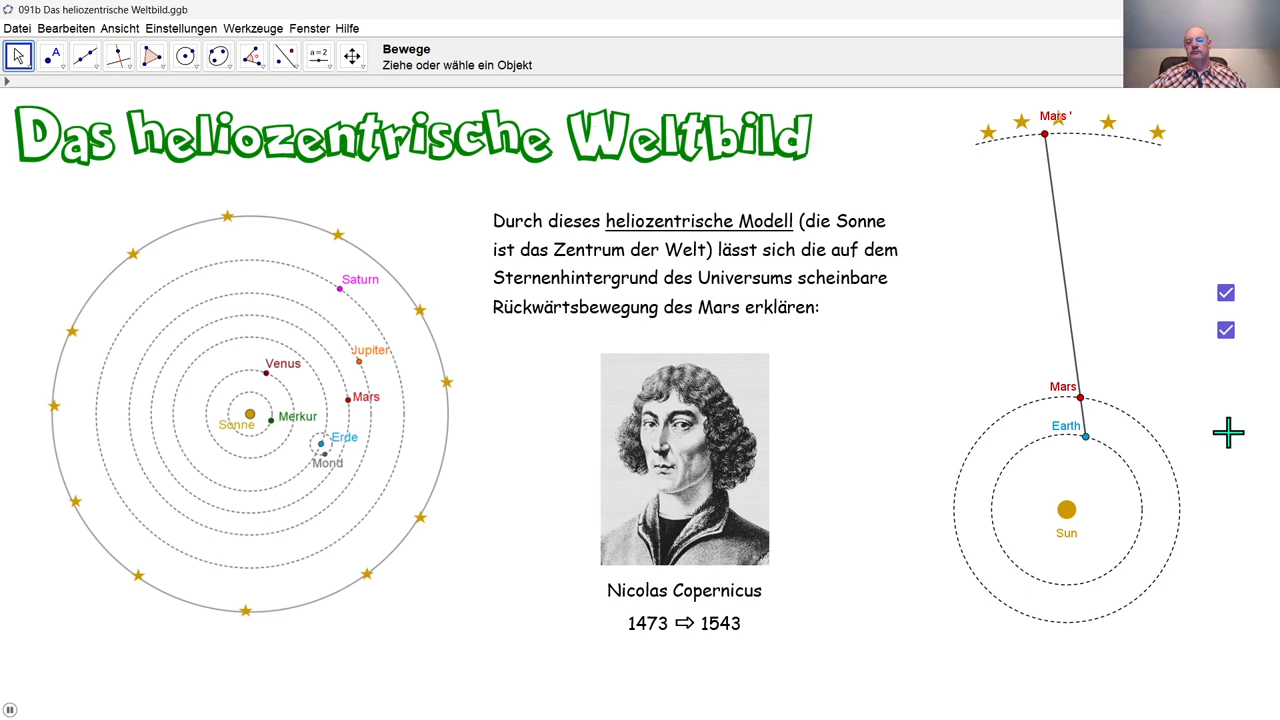 091b Das heliozentrische Weltbild.ggb
Datei Bearbeiten Ansicht Einstellungen Werkzeuge Fenster Hilfe
A
a=2
Bewege
Ziehe oder wähle ein Objekt
Das heliozentrische Weltbild
Saturn
Jupiter
Venus
Mars
Merkur
Sonne
Erde
Mond
Durch dieses heliozentrische Modell (die Sonne
ist das Zentrum der Welt) lässt sich die auf dem
Sternenhintergrund des Universums scheinbare
Rückwärtsbewegung des Mars erklären:
Nicolas Copernicus
1473 ⇨ 1543
Mars '
Mars
Earth
Sun